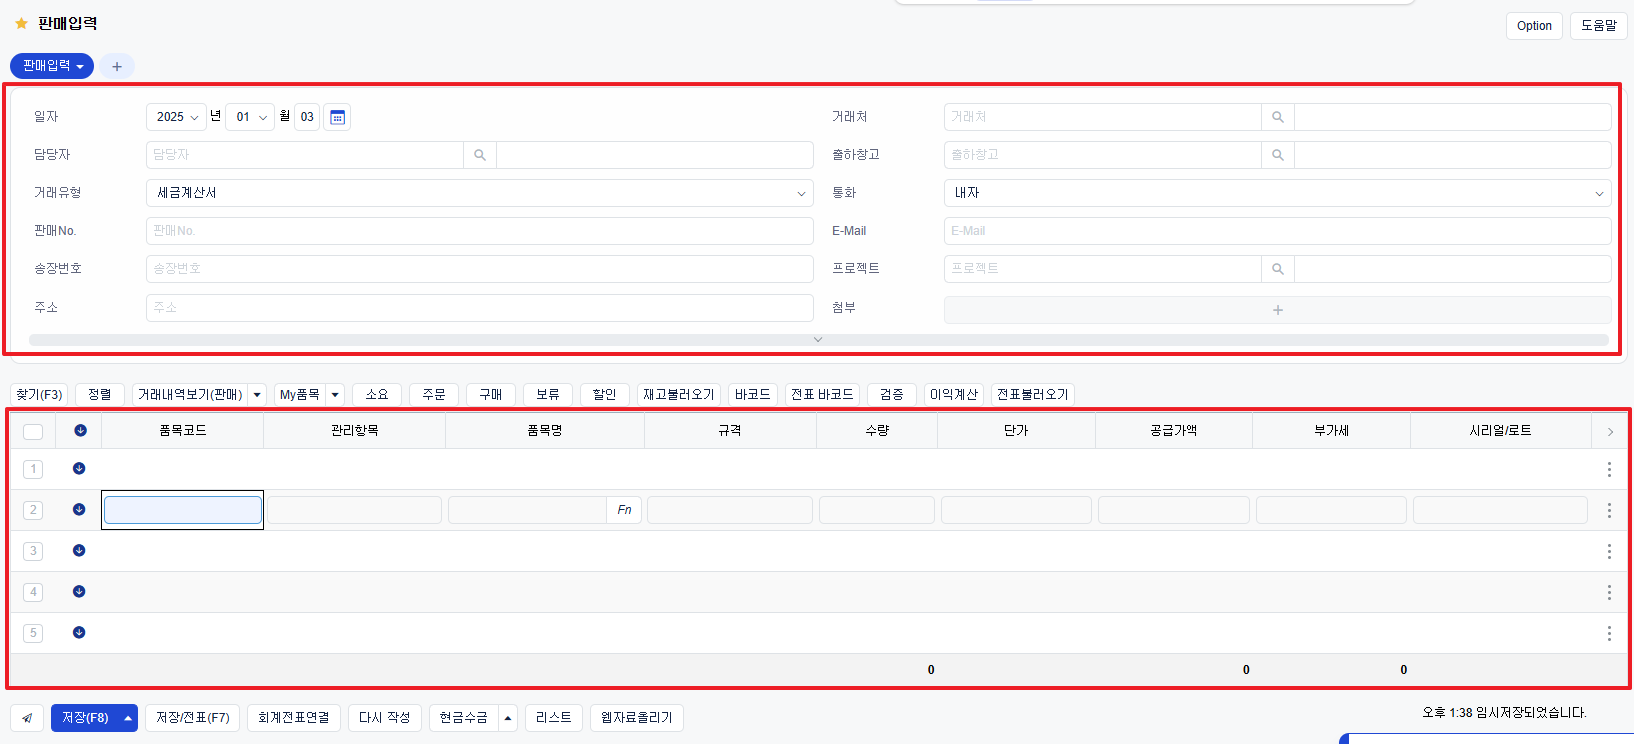 판매입력
Option 도움말
판매입력 +
일자 2025 년 01 월 03 거래처 거래처
담당자 담당자 출하창고 출하창고
거래유형 세금계산서 통화 내자
판매No. 판매No. E-Mail E-Mail
송장번호 송장번호 프로젝트 프로젝트
주소 주소 첨부 +
찾기(F3) 정렬 거래내역보기(판매) My품목 소요 주문 구매 보류 할인 재고불러오기 바코드 전표 바코드 검증 이익계산 전표불러오기
품목코드 관리항목 품목명 규격 수량 단가 공급가액 부가세 시리얼/로트
1
2 Fn
3
4
5
0 0 0
저장(F8) 저장/전표(F7) 회계전표연결 다시 작성 현금수금 리스트 웹자료올리기 오후 1:38 임시저장되었습니다.